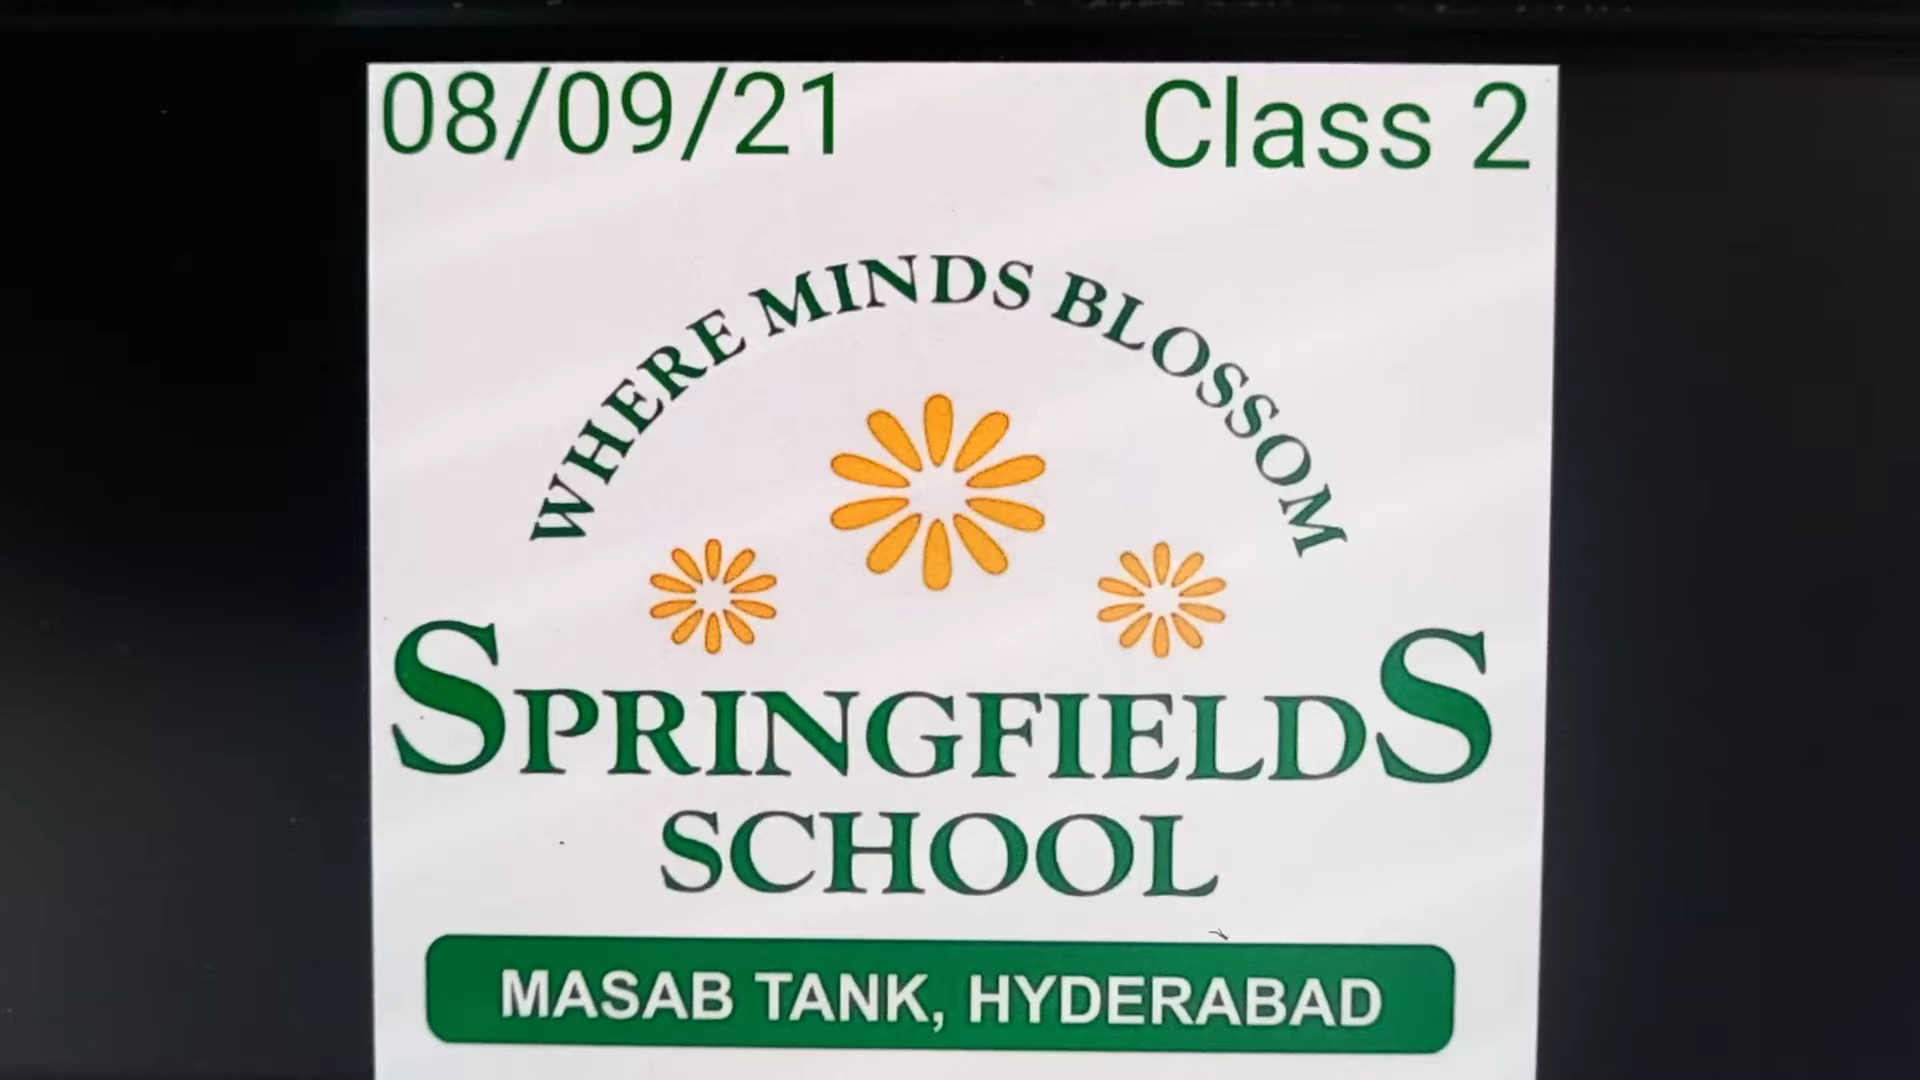 08/09/21 Class 2
WHERE MINDS BLOSSOM
SPRINGFIELDS
SCHOOL
MASAB TANK, HYDERABAD